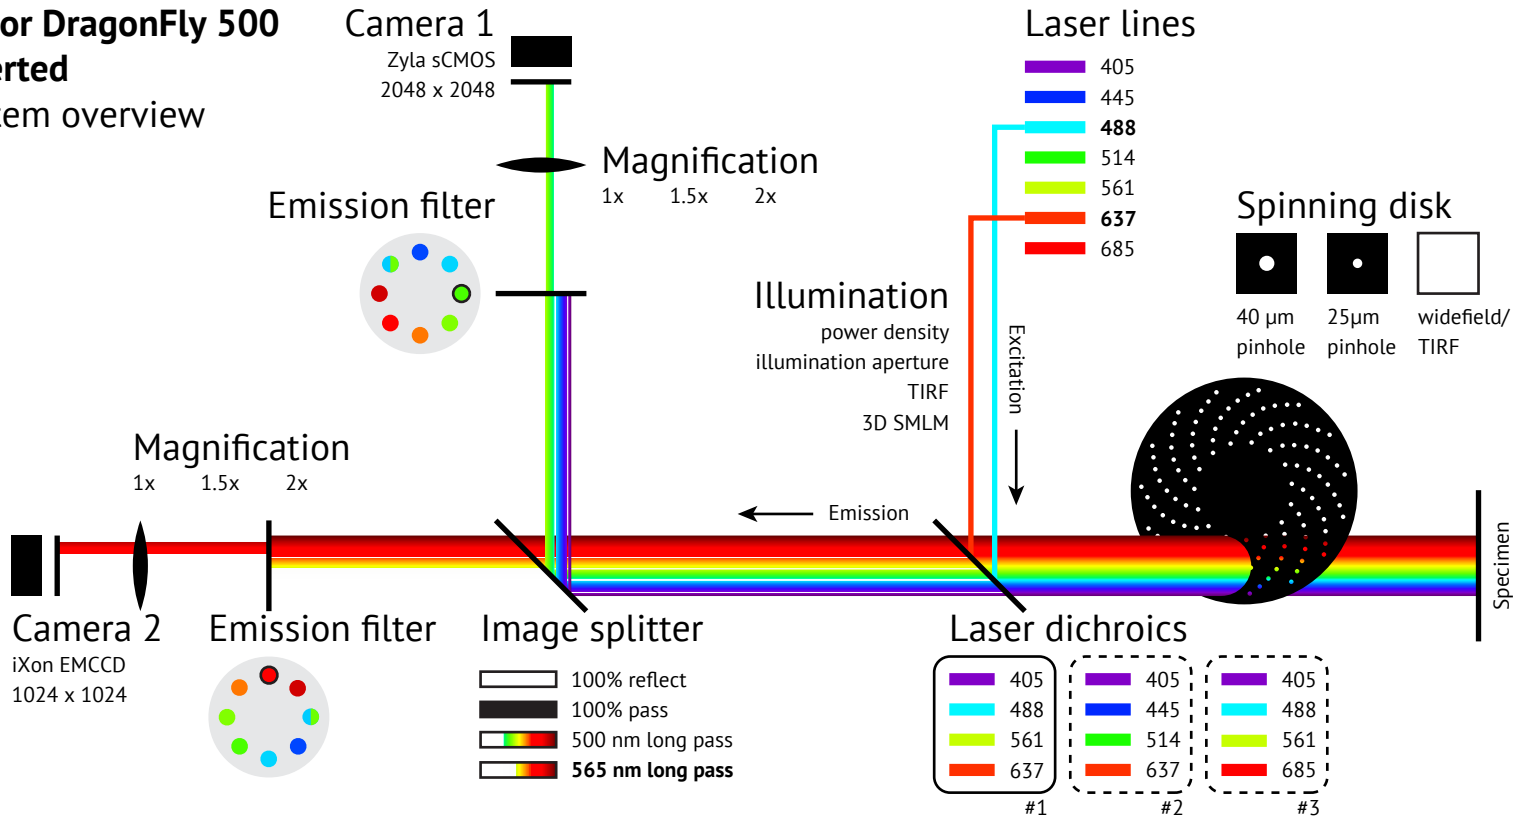 or DragonFly 500
erted
tem overview
Camera 1
Zyla sCMOS
2048 x 2048
Magnification
1x 1.5x 2x
Emission filter
Laser lines
405
445
488
514
561
637
685
Spinning disk
40 µm
pinhole
25µm
pinhole
widefield/
TIRF
Illumination
power density
illumination aperture
TIRF
3D SMLM
Excitation
Emission
Specimen
Magnification
1x 1.5x 2x
Camera 2
iXon EMCCD
1024 x 1024
Emission filter
Image splitter
100% reflect
100% pass
500 nm long pass
565 nm long pass
Laser dichroics
405
488
561
637
#1
405
445
514
637
#2
405
488
561
685
#3